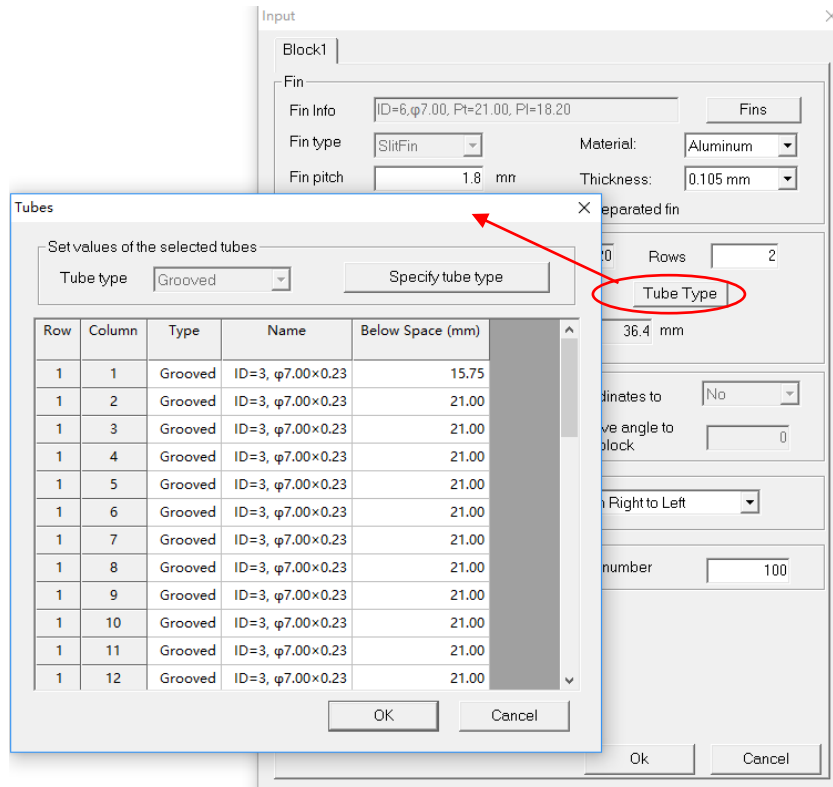 Input
Block1
Fin
Fin Info ID=6,φ7.00, Pt=21.00, Pl=18.20 Fins
Fin type SlitFin Material: Aluminum
Fin pitch 1.8 mm Thickness: 0.105 mm
eparated fin
Rows 2
Tube Type
36.4 mm
dinates to No
ve angle to
block 0
Right to Left
number 100
Ok Cancel
Tubes
Set values of the selected tubes
Tube type Grooved Specify tube type
Row Column Type Name Below Space (mm)
1 1 Grooved ID=3, φ7.00×0.23 15.75
1 2 Grooved ID=3, φ7.00×0.23 21.00
1 3 Grooved ID=3, φ7.00×0.23 21.00
1 4 Grooved ID=3, φ7.00×0.23 21.00
1 5 Grooved ID=3, φ7.00×0.23 21.00
1 6 Grooved ID=3, φ7.00×0.23 21.00
1 7 Grooved ID=3, φ7.00×0.23 21.00
1 8 Grooved ID=3, φ7.00×0.23 21.00
1 9 Grooved ID=3, φ7.00×0.23 21.00
1 10 Grooved ID=3, φ7.00×0.23 21.00
1 11 Grooved ID=3, φ7.00×0.23 21.00
1 12 Grooved ID=3, φ7.00×0.23 21.00
OK Cancel